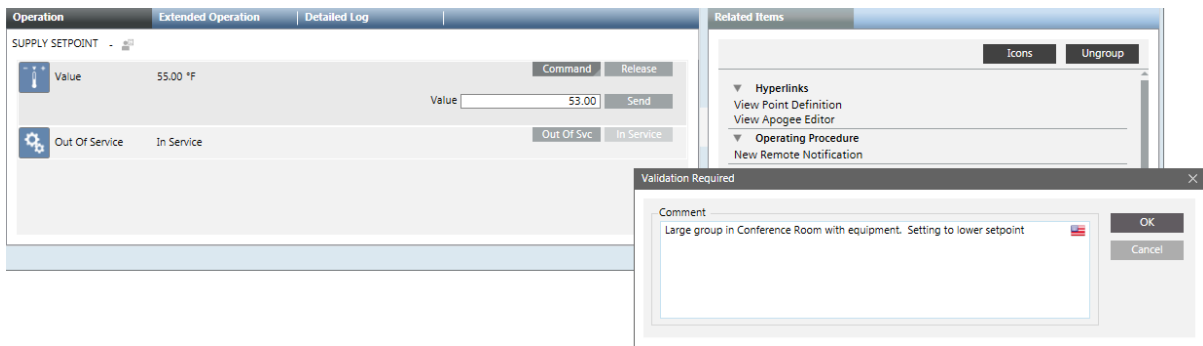 Operation Extended Operation Detailed Log
SUPPLY SETPOINT -
Value 55.00 °F Command Release
Value 53.00 Send
Out Of Service In Service Out Of Svc In Service
Related Items
Icons Ungroup
Hyperlinks
View Point Definition
View Apogee Editor
Operating Procedure
New Remote Notification
Validation Required
Comment
Large group in Conference Room with equipment. Setting to lower setpoint
OK
Cancel